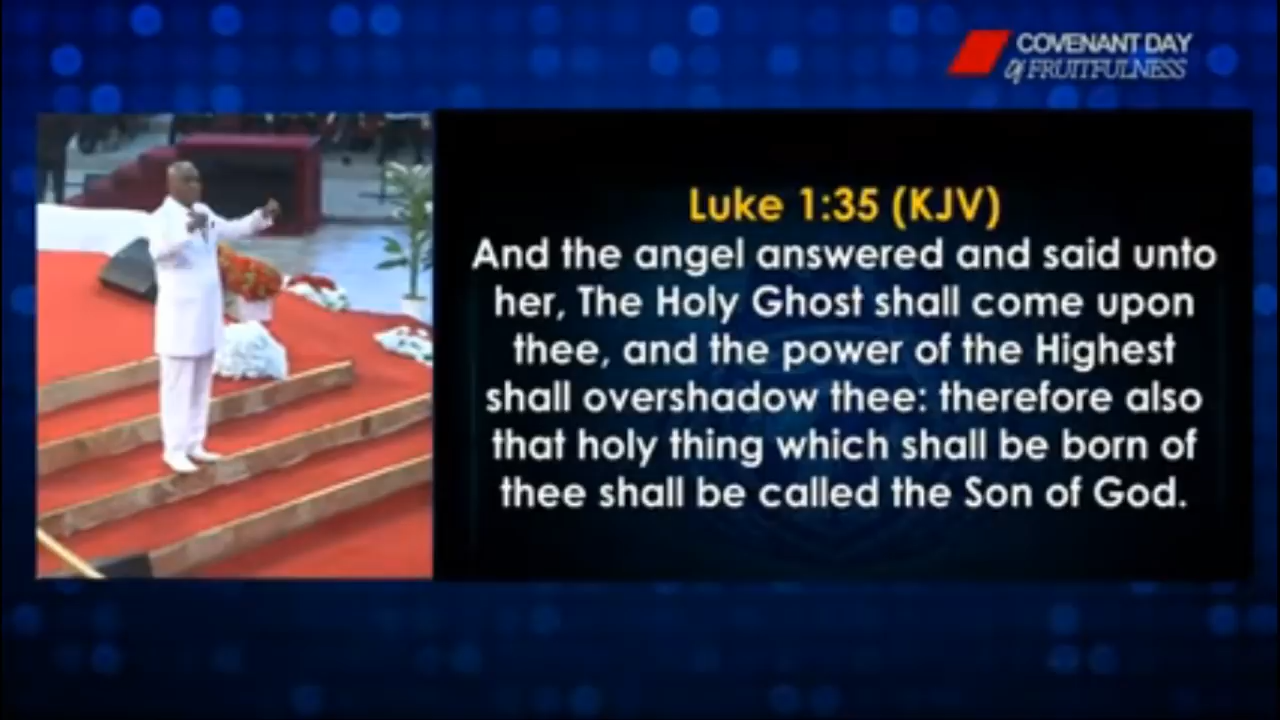 COVENANT DAY
Of FRUITFULNESS
Luke 1:35 (KJV)
And the angel answered and said unto
her, The Holy Ghost shall come upon
thee, and the power of the Highest
shall overshadow thee: therefore also
that holy thing which shall be born of
thee shall be called the Son of God.